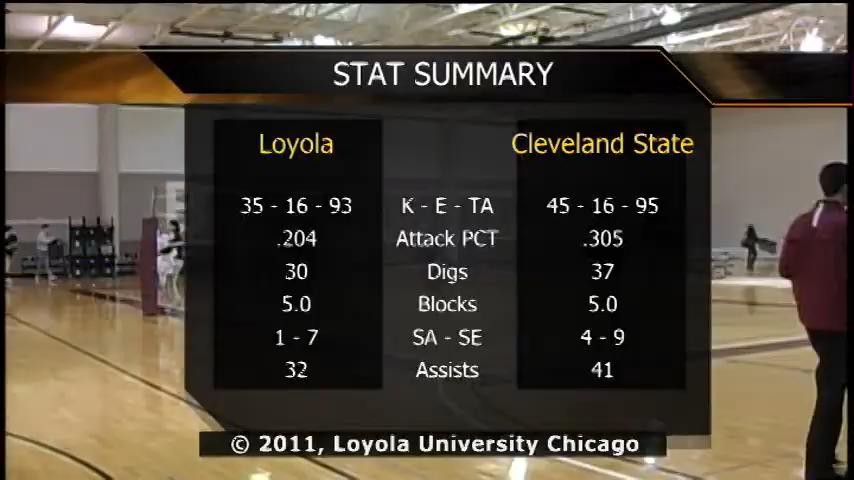 STAT SUMMARY
Loyola Cleveland State
35 - 16 - 93 K - E - TA 45 - 16 - 95
.204 Attack PCT .305
30 Digs 37
5.0 Blocks 5.0
1 - 7 SA - SE 4 - 9
32 Assists 41
© 2011, Loyola University Chicago